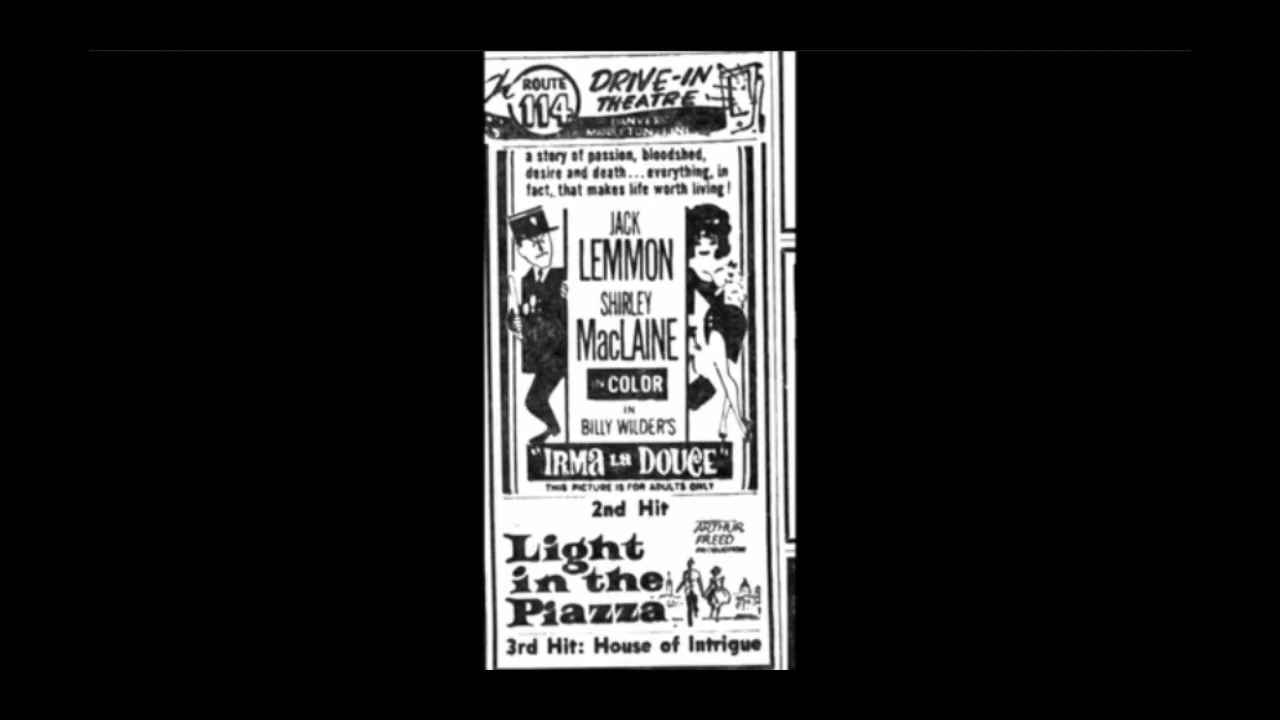 ROUTE
114
DRIVE-IN
THEATRE
DANVERS
a story of passion, bloodshed,
desire and death...everything, in
fact, that makes life worth living!
JACK
LEMMON
SHIRLEY
MacLAINE
IN COLOR
IN
BILLY WILDER'S
"IRMA LA DOUCE"
THIS PICTURE IS FOR ADULTS ONLY
2nd Hit
ARTHUR
FREED
PRODUCTION
Light
in the
Piazza
3rd Hit: House of Intrigue